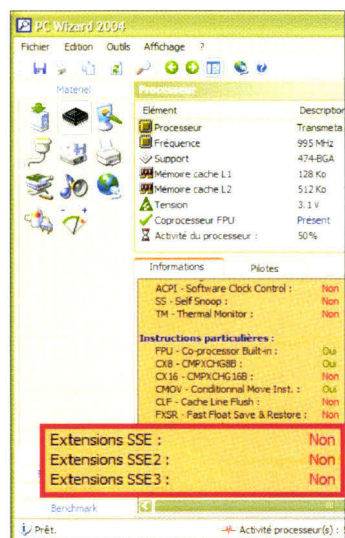 PC Wizard 2004
Fichier Edition Outils Affichage ?
Matériel
Processeur
Elément Description
Processeur Transmeta
Fréquence 995 MHz
Support 474-BGA
Mémoire cache L1 128 Ko
Mémoire cache L2 512 Ko
Tension 3.1 V
Coprocesseur FPU Présent
Activité du processeur : 50%
Informations Pilotes
ACPI - Software Clock Control : Non
SS - Self Snoop : Non
TM - Thermal Monitor : Non
Instructions particulières :
FPU - Co-processor Built-in : Oui
CX8 - CMPXCHG8B : Oui
CX16 - CMPXCHG16B : Non
CMOV - Conditionnal Move Inst. : Oui
CLF - Cache Line Flush : Non
FXSR - Fast Float Save & Restore : Non
Extensions SSE : Non
Extensions SSE2 : Non
Extensions SSE3 : Non
Benchmark
Prêt. Activité processeur(s) :